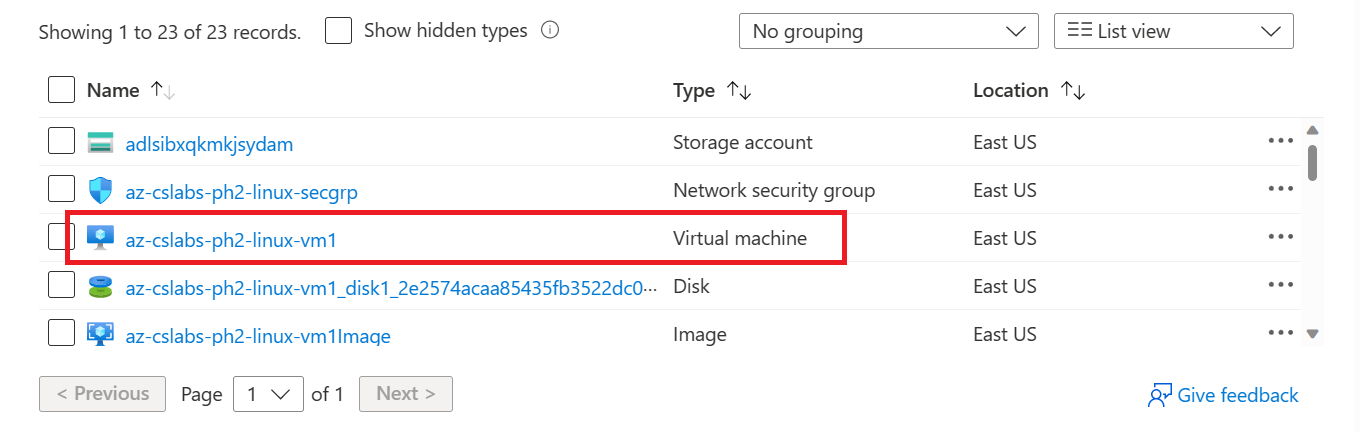 Showing 1 to 23 of 23 records. Show hidden types No grouping List view
Name Type Location
adlsibxqkmkjsydam Storage account East US
az-cslabs-ph2-linux-secgrp Network security group East US
az-cslabs-ph2-linux-vm1 Virtual machine East US
az-cslabs-ph2-linux-vm1_disk1_2e2574acaa85435fb3522dc0··· Disk East US
az-cslabs-ph2-linux-vm1Image Image East US
< Previous Page 1 of 1 Next > Give feedback